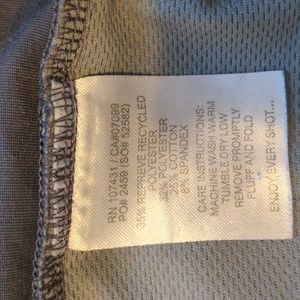 RN 107431 / CA#07099
PO# 2459 (SO# 52582)
35% REPREVE RECYCLED
POLYESTER
32% POLYESTER
25% COTTON
8% SPANDEX
CARE INSTRUCTIONS:
MACHINE WASH WARM
TUMBLE DRY LOW
REMOVE PROMPTLY
FLUFF AND FOLD
ENJOY EVERY SHOT...